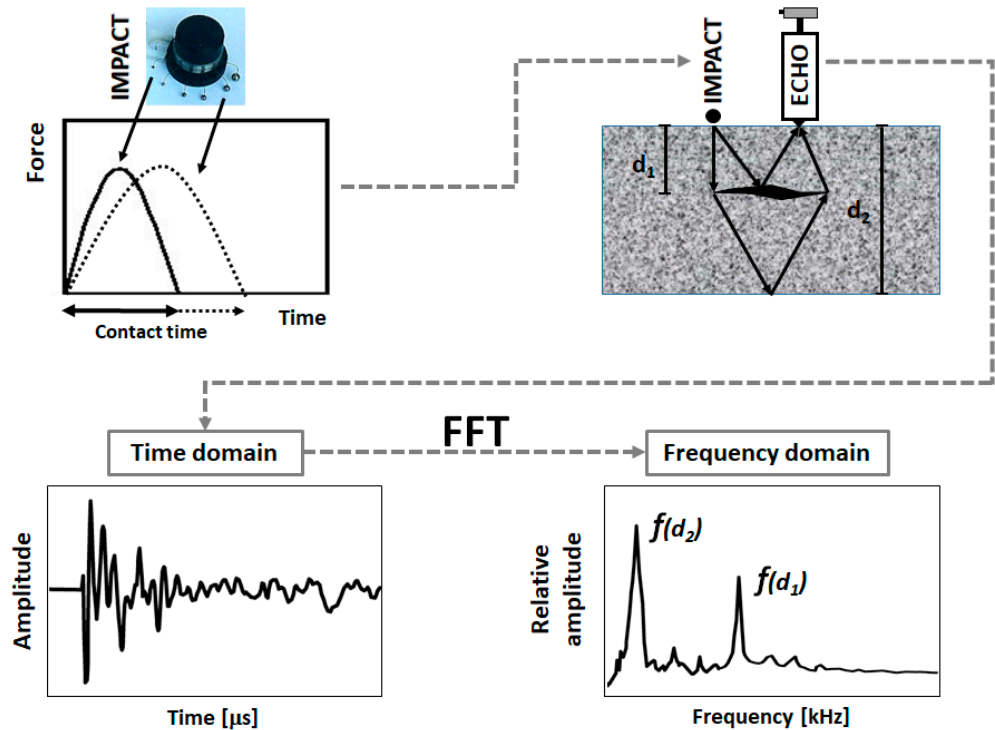 IMPACT
Force
Time
Contact time
IMPACT
ECHO
d₁
d₂
FFT
Time domain
Frequency domain
Amplitude
Time [μs]
Relative
amplitude
f(d₂)
f(d₁)
Frequency [kHz]